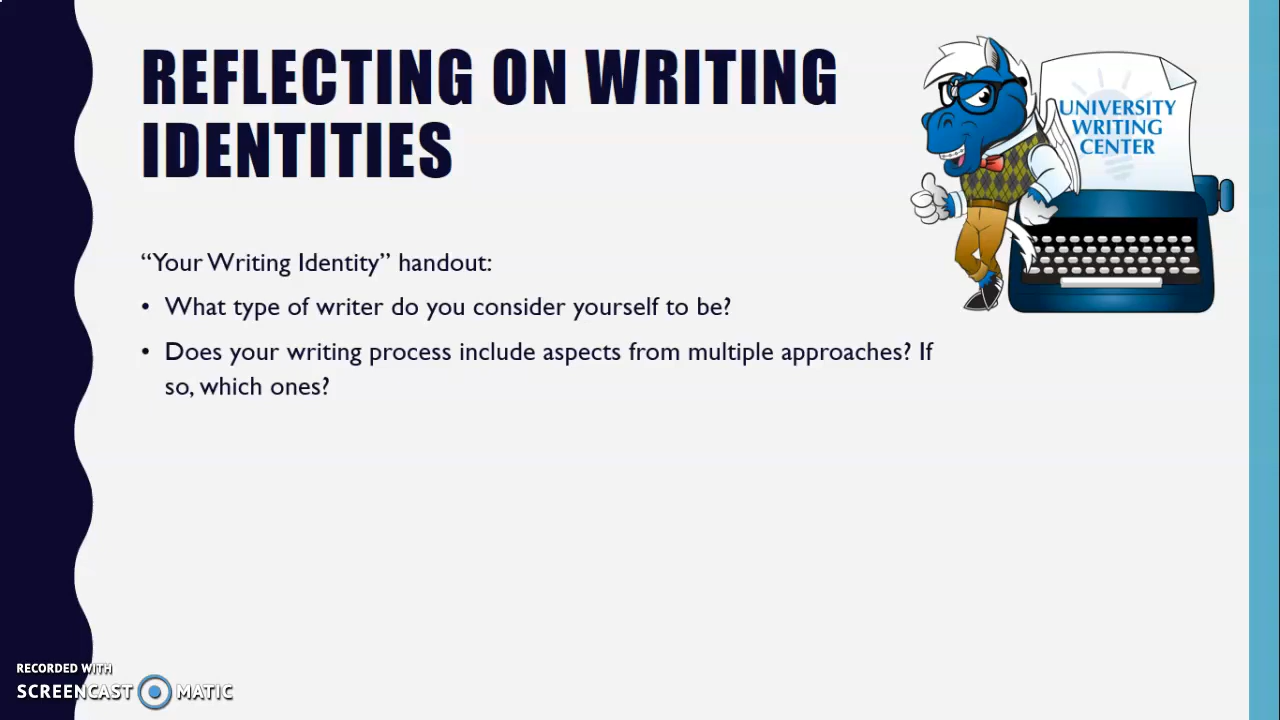 REFLECTING ON WRITING
IDENTITIES
UNIVERSITY
WRITING
CENTER
“Your Writing Identity” handout:
• What type of writer do you consider yourself to be?
• Does your writing process include aspects from multiple approaches? If
so, which ones?
RECORDED WITH
SCREENCAST MATIC